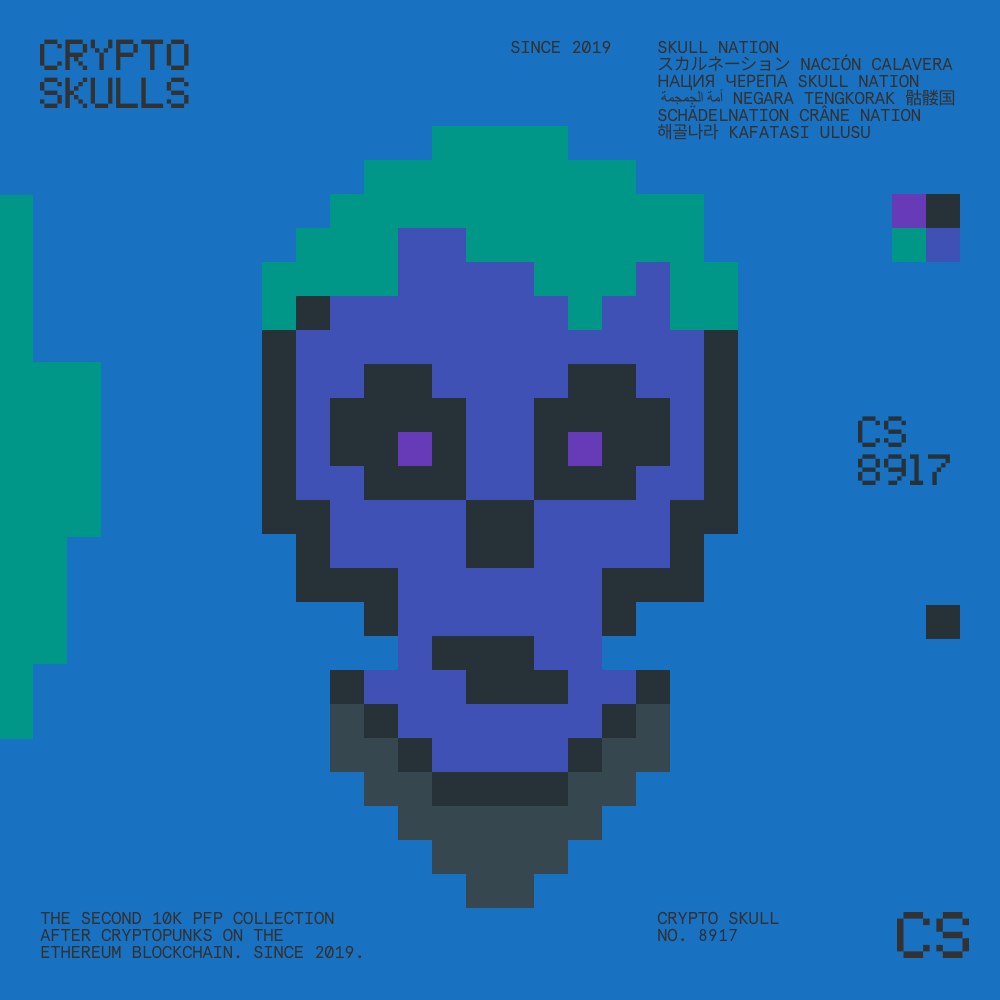 CRYPTO
SKULLS
SINCE 2019
SKULL NATION
スカルネーション NACIÓN CALAVERA
НАЦИЯ ЧЕРЕПА SKULL NATION
أمة الجمجمة NEGARA TENGKORAK 骷髅国
SCHÄDELNATION CRÂNE NATION
해골나라 KAFATASI ULUSU
CS
8917
THE SECOND 10K PFP COLLECTION
AFTER CRYPTOPUNKS ON THE
ETHEREUM BLOCKCHAIN. SINCE 2019.
CRYPTO SKULL
NO. 8917
CS